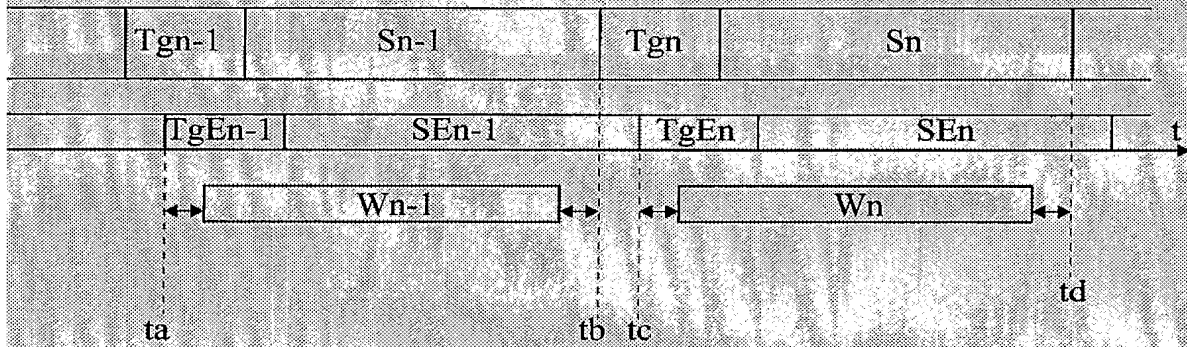 Tgn-1 Sn-1 Tgn Sn
TgEn-1 SEn-1 TgEn SEn t
Wn-1 Wn
td
ta tb tc